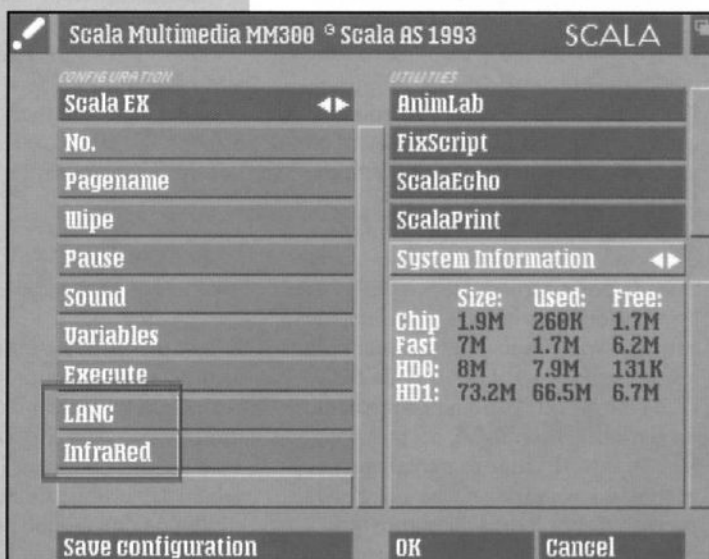 Scala Multimedia MM300 © Scala AS 1993 SCALA
CONFIGURATION
Scala EX
No.
Pagename
Wipe
Pause
Sound
Variables
Execute
LANC
InfraRed
Save configuration
UTILITIES
AnimLab
FixScript
ScalaEcho
ScalaPrint
System Information
Size: Used: Free:
Chip 1.9M 260K 1.7M
Fast 7M 1.7M 6.2M
HD0: 8M 7.9M 131K
HD1: 73.2M 66.5M 6.7M
OK
Cancel